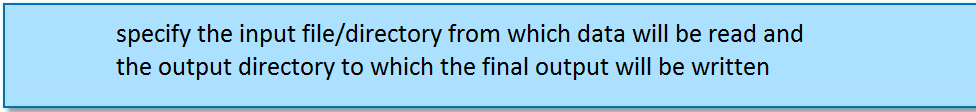 specify the input file/directory from which data will be read and
the output directory to which the final output will be written